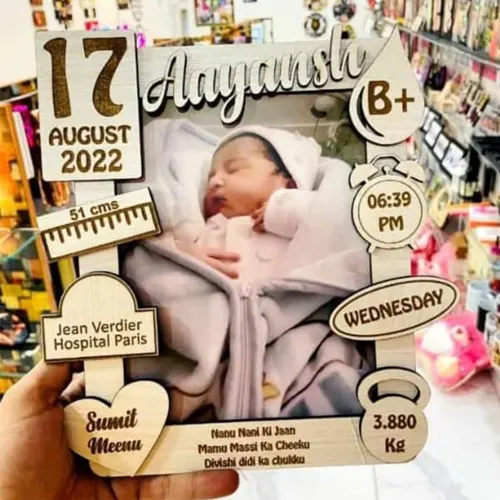 17
AUGUST
2022
Aayansh
B+
51 cms
06:39
PM
Jean Verdier
Hospital Paris
WEDNESDAY
Sumit
Meenu
Nanu Nani Ki Jaan
Mamu Massi Ka Cheeku
Divishi didi ka chukku
3.880
Kg